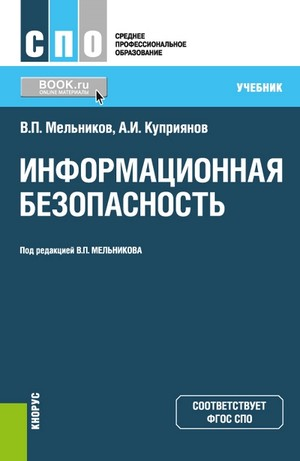 СПО
СРЕДНЕЕ
ПРОФЕССИОНАЛЬНОЕ
ОБРАЗОВАНИЕ
BOOK.ru
ONLINE МАТЕРИАЛЫ
УЧЕБНИК
В.П. Мельников, А.И. Куприянов
ИНФОРМАЦИОННАЯ
БЕЗОПАСНОСТЬ
Под редакцией В.П. МЕЛЬНИКОВА
КНОРУС
СООТВЕТСТВУЕТ
ФГОС СПО